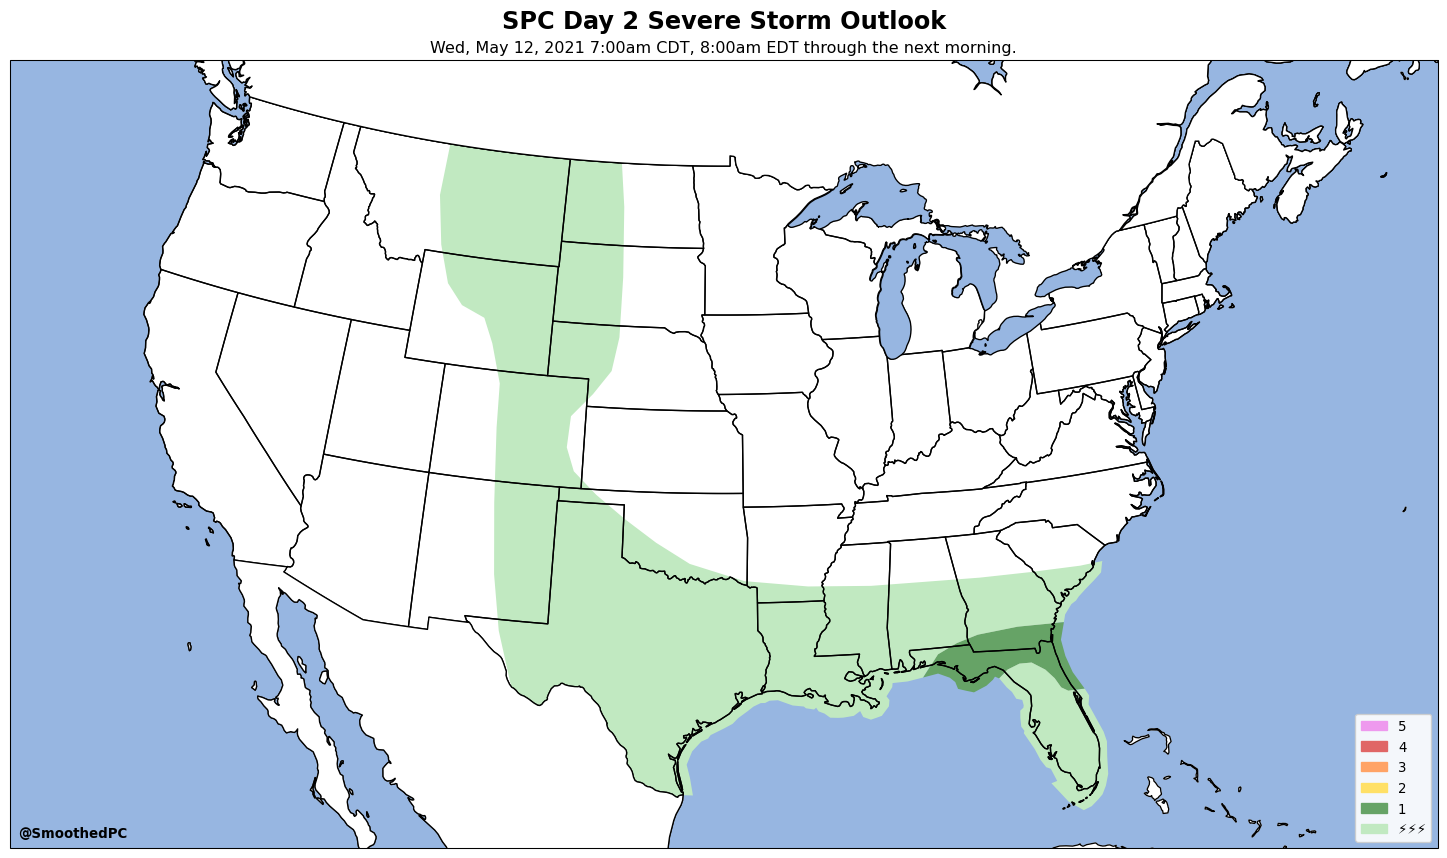 SPC Day 2 Severe Storm Outlook
Wed, May 12, 2021 7:00am CDT, 8:00am EDT through the next morning.
5
4
3
2
1
⚡⚡⚡
@SmoothedPC